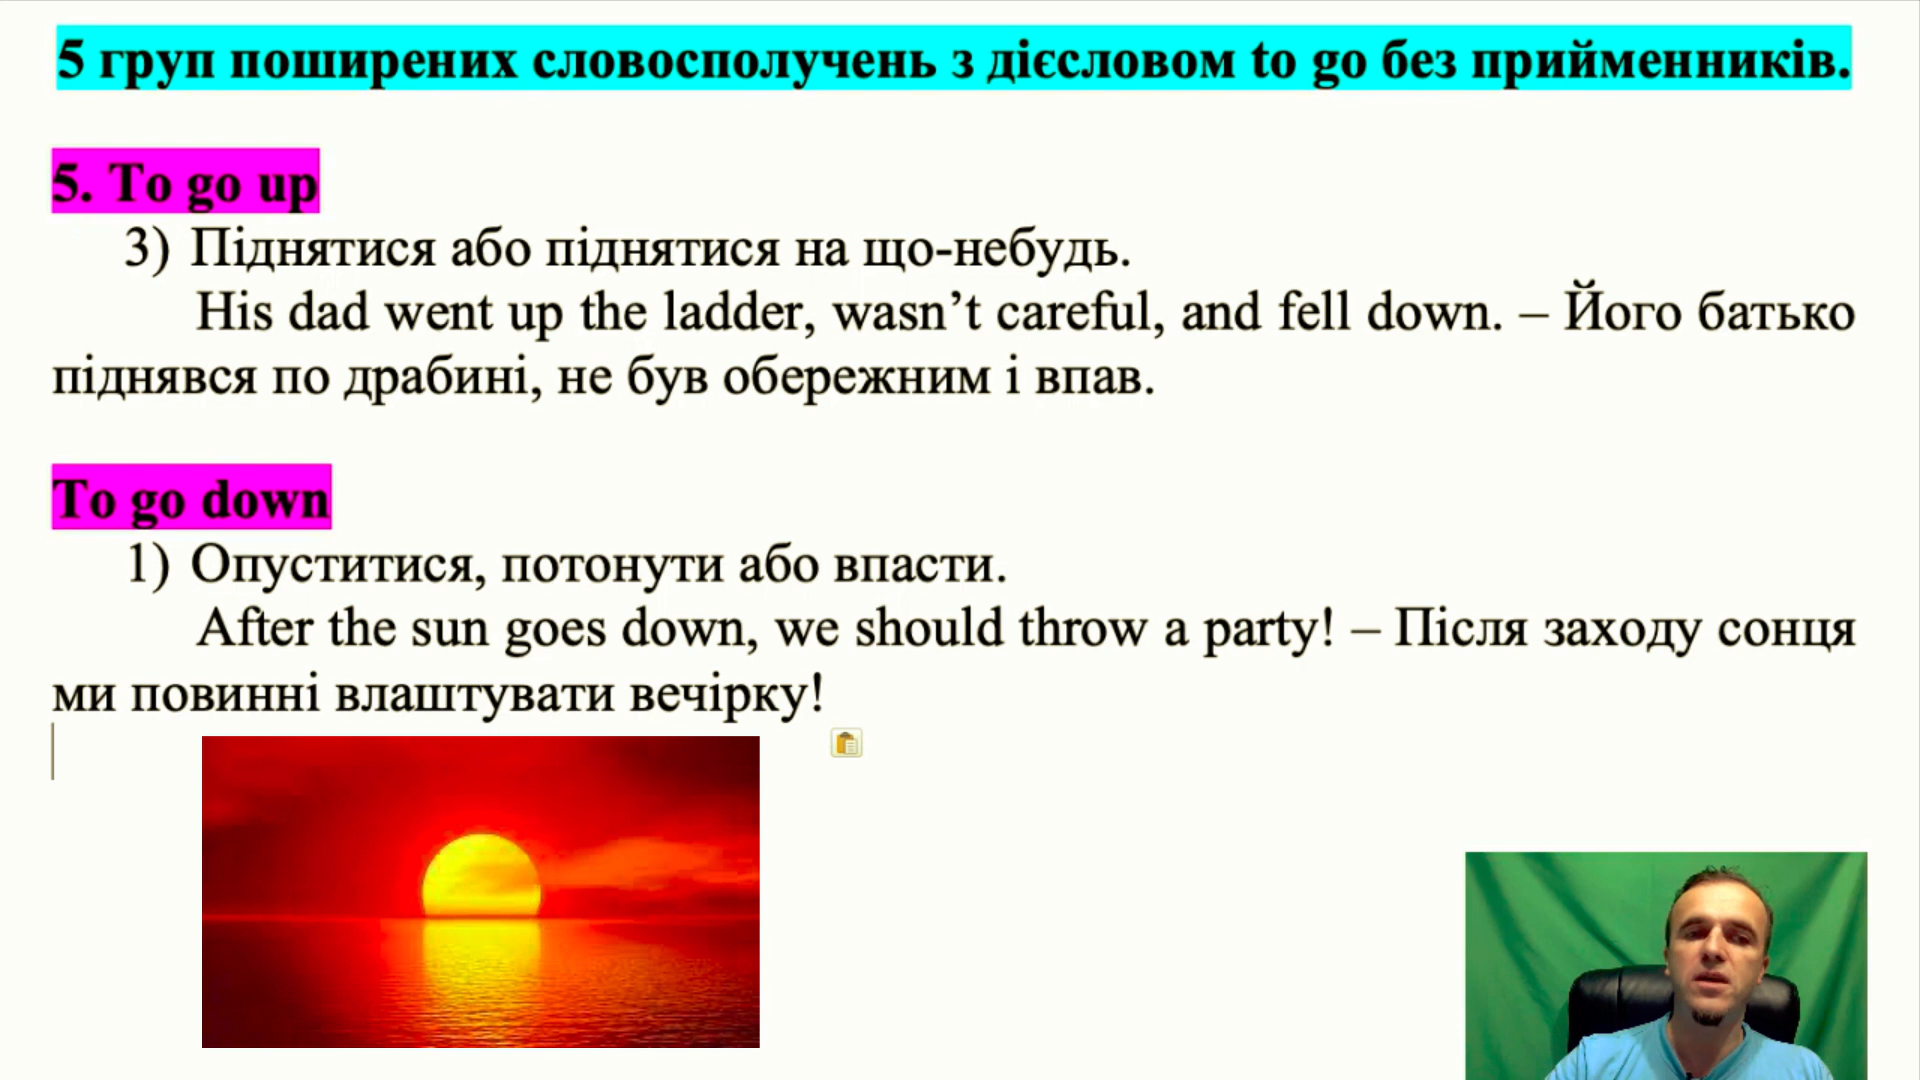 5 груп поширених словосполучень з дієсловом to go без прийменників.
5. To go up
3) Піднятися або піднятися на що-небудь.
His dad went up the ladder, wasn’t careful, and fell down. – Його батько
піднявся по драбині, не був обережним і впав.
To go down
1) Опуститися, потонути або впасти.
After the sun goes down, we should throw a party! – Після заходу сонця
ми повинні влаштувати вечірку!